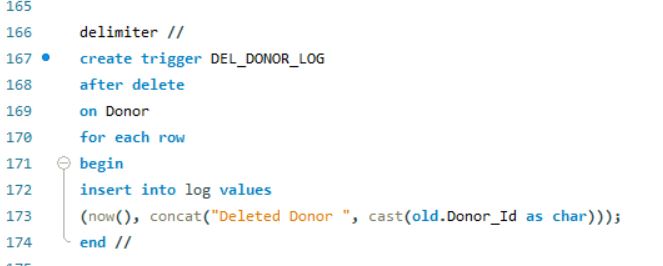 165
166 delimiter //
167 create trigger DEL_DONOR_LOG
168 after delete
169 on Donor
170 for each row
171 begin
172 insert into log values
173 (now(), concat("Deleted Donor ", cast(old.Donor_Id as char)));
174 end //